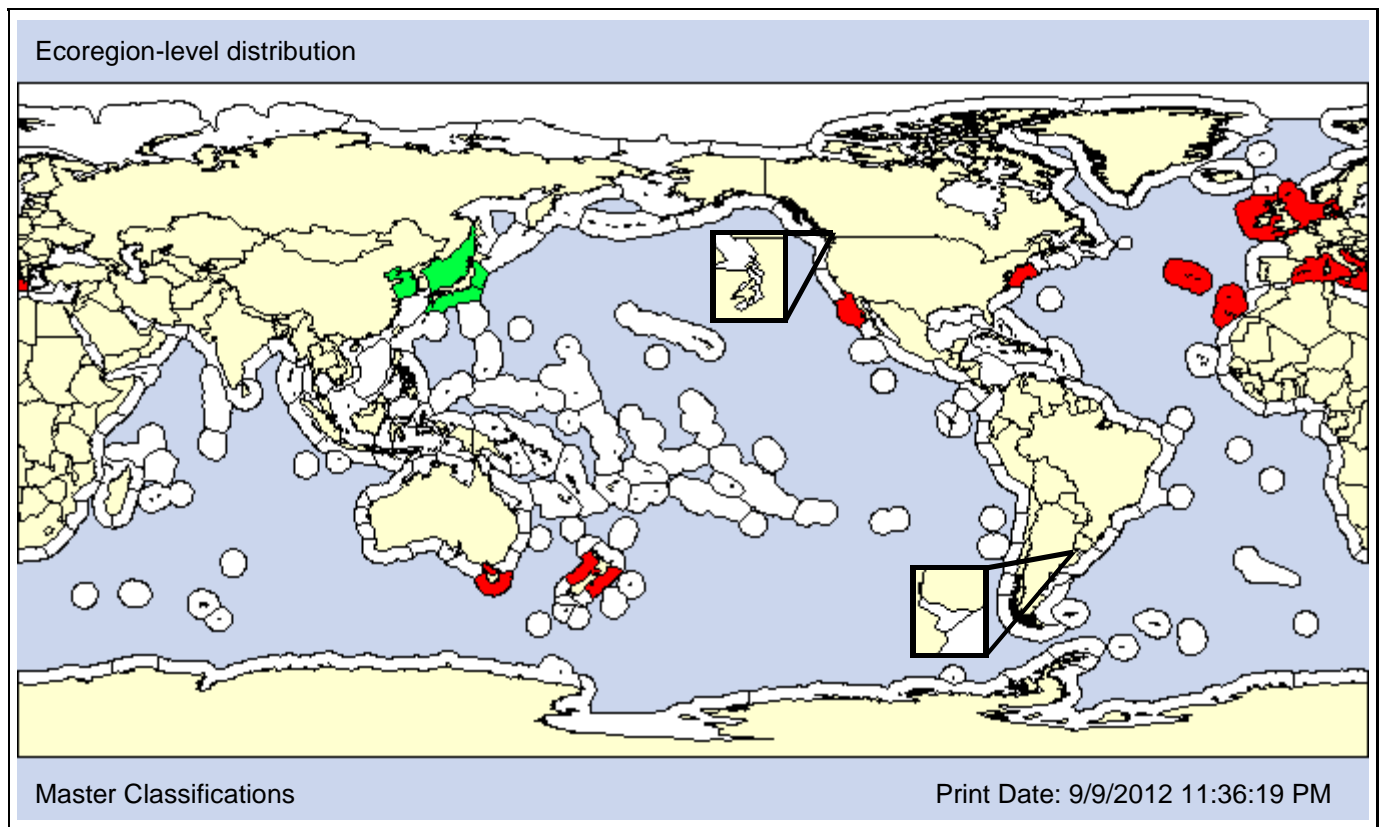 Ecoregion-level distribution
Master Classifications
Print Date: 9/9/2012 11:36:19 PM